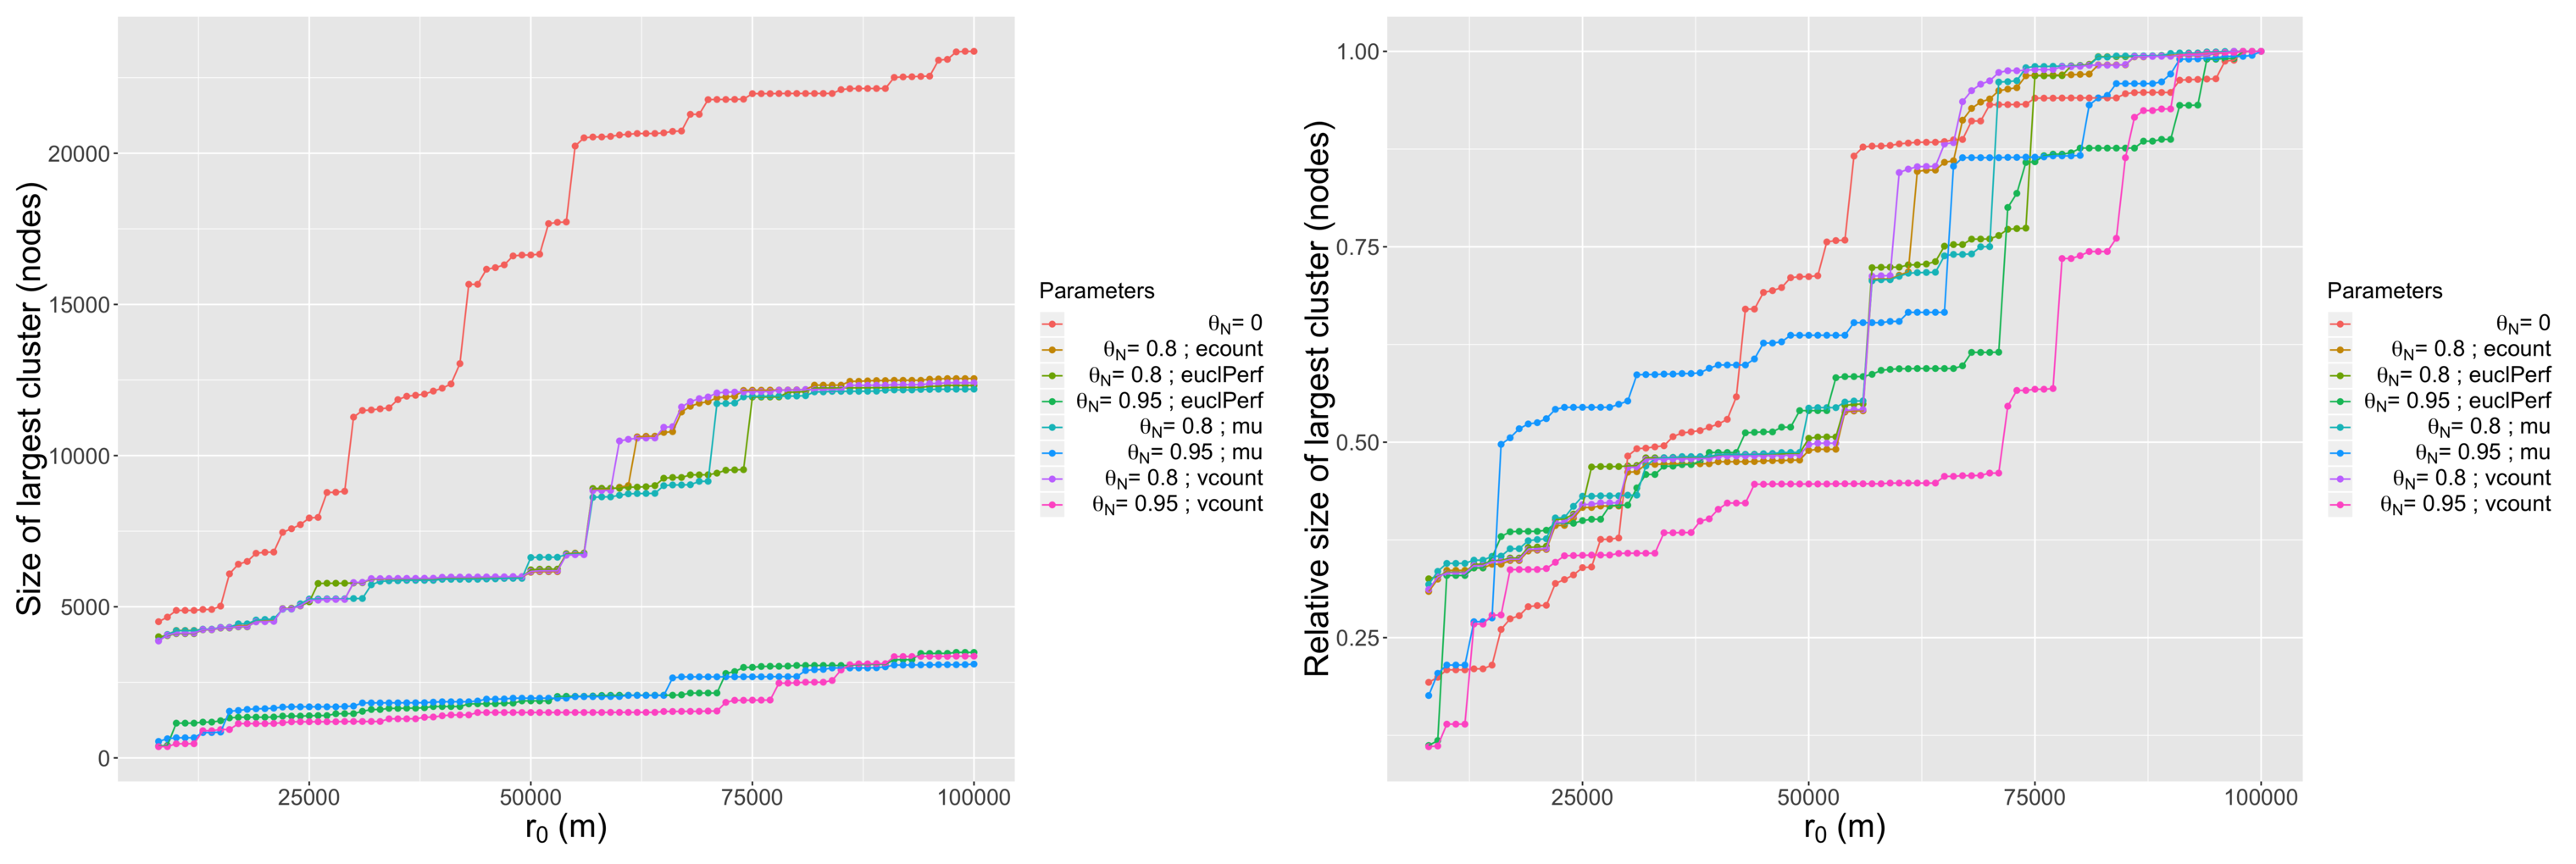 Size of largest cluster (nodes)
20000
15000
10000
5000
0
25000
50000
75000
100000
r₀ (m)
Parameters
θN= 0
θN= 0.8 ; ecount
θN= 0.8 ; euclPerf
θN= 0.95 ; euclPerf
θN= 0.8 ; mu
θN= 0.95 ; mu
θN= 0.8 ; vcount
θN= 0.95 ; vcount
Relative size of largest cluster (nodes)
1.00
0.75
0.50
0.25
25000
50000
75000
100000
r₀ (m)
Parameters
θN= 0
θN= 0.8 ; ecount
θN= 0.8 ; euclPerf
θN= 0.95 ; euclPerf
θN= 0.8 ; mu
θN= 0.95 ; mu
θN= 0.8 ; vcount
θN= 0.95 ; vcount